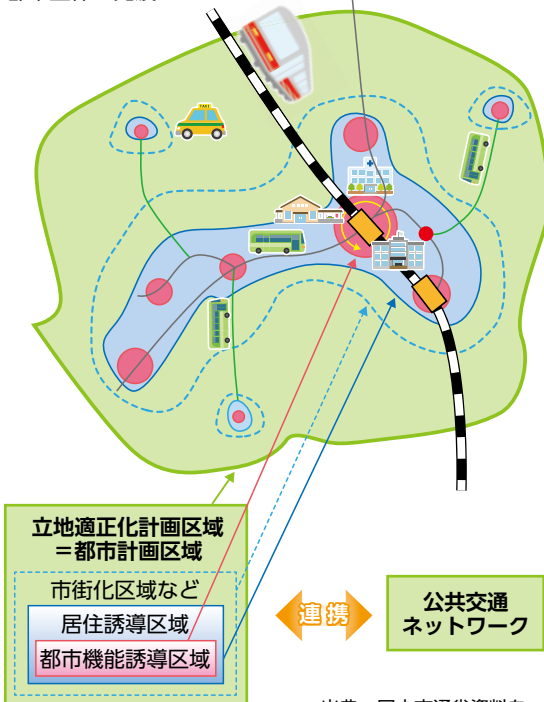 立地適正化計画区域
＝都市計画区域
市街化区域など
居住誘導区域
都市機能誘導区域
連携
公共交通
ネットワーク